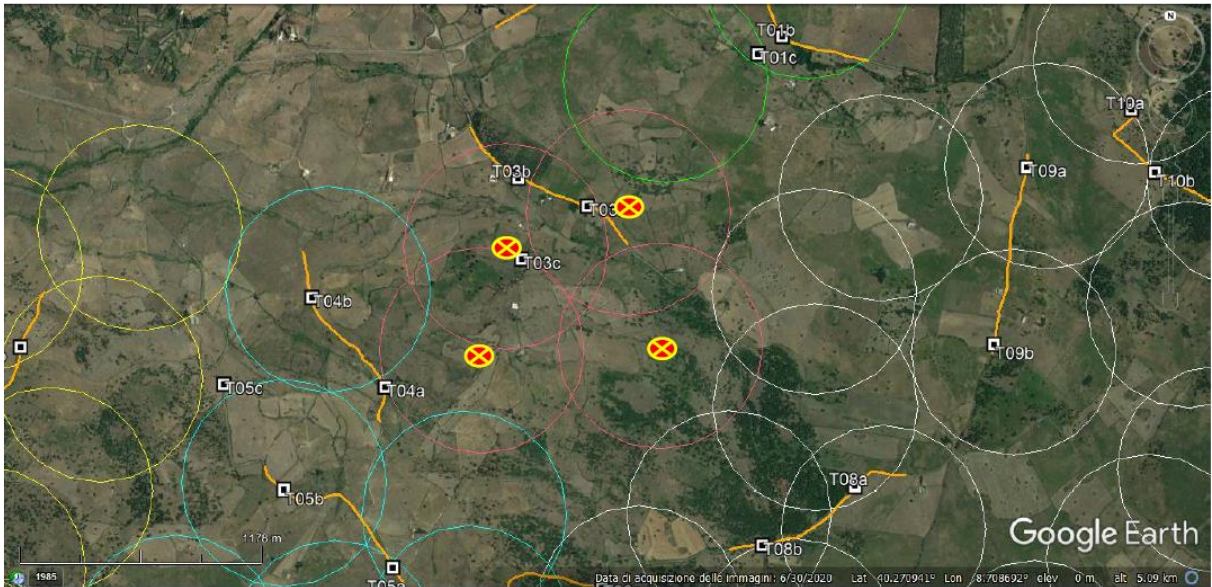 N
T01b
T01c
T10a
T03b
T09a
T10b
T03
T03c
T04b
T09b
T05c
T04a
T08a
T05b
Google Earth
1178 m
T08b
T05a
1985
Data di acquisizione delle immagini: 6/30/2020 Lat 40.270941° Lon 8.708692° elev 0 m alt 5.09 km